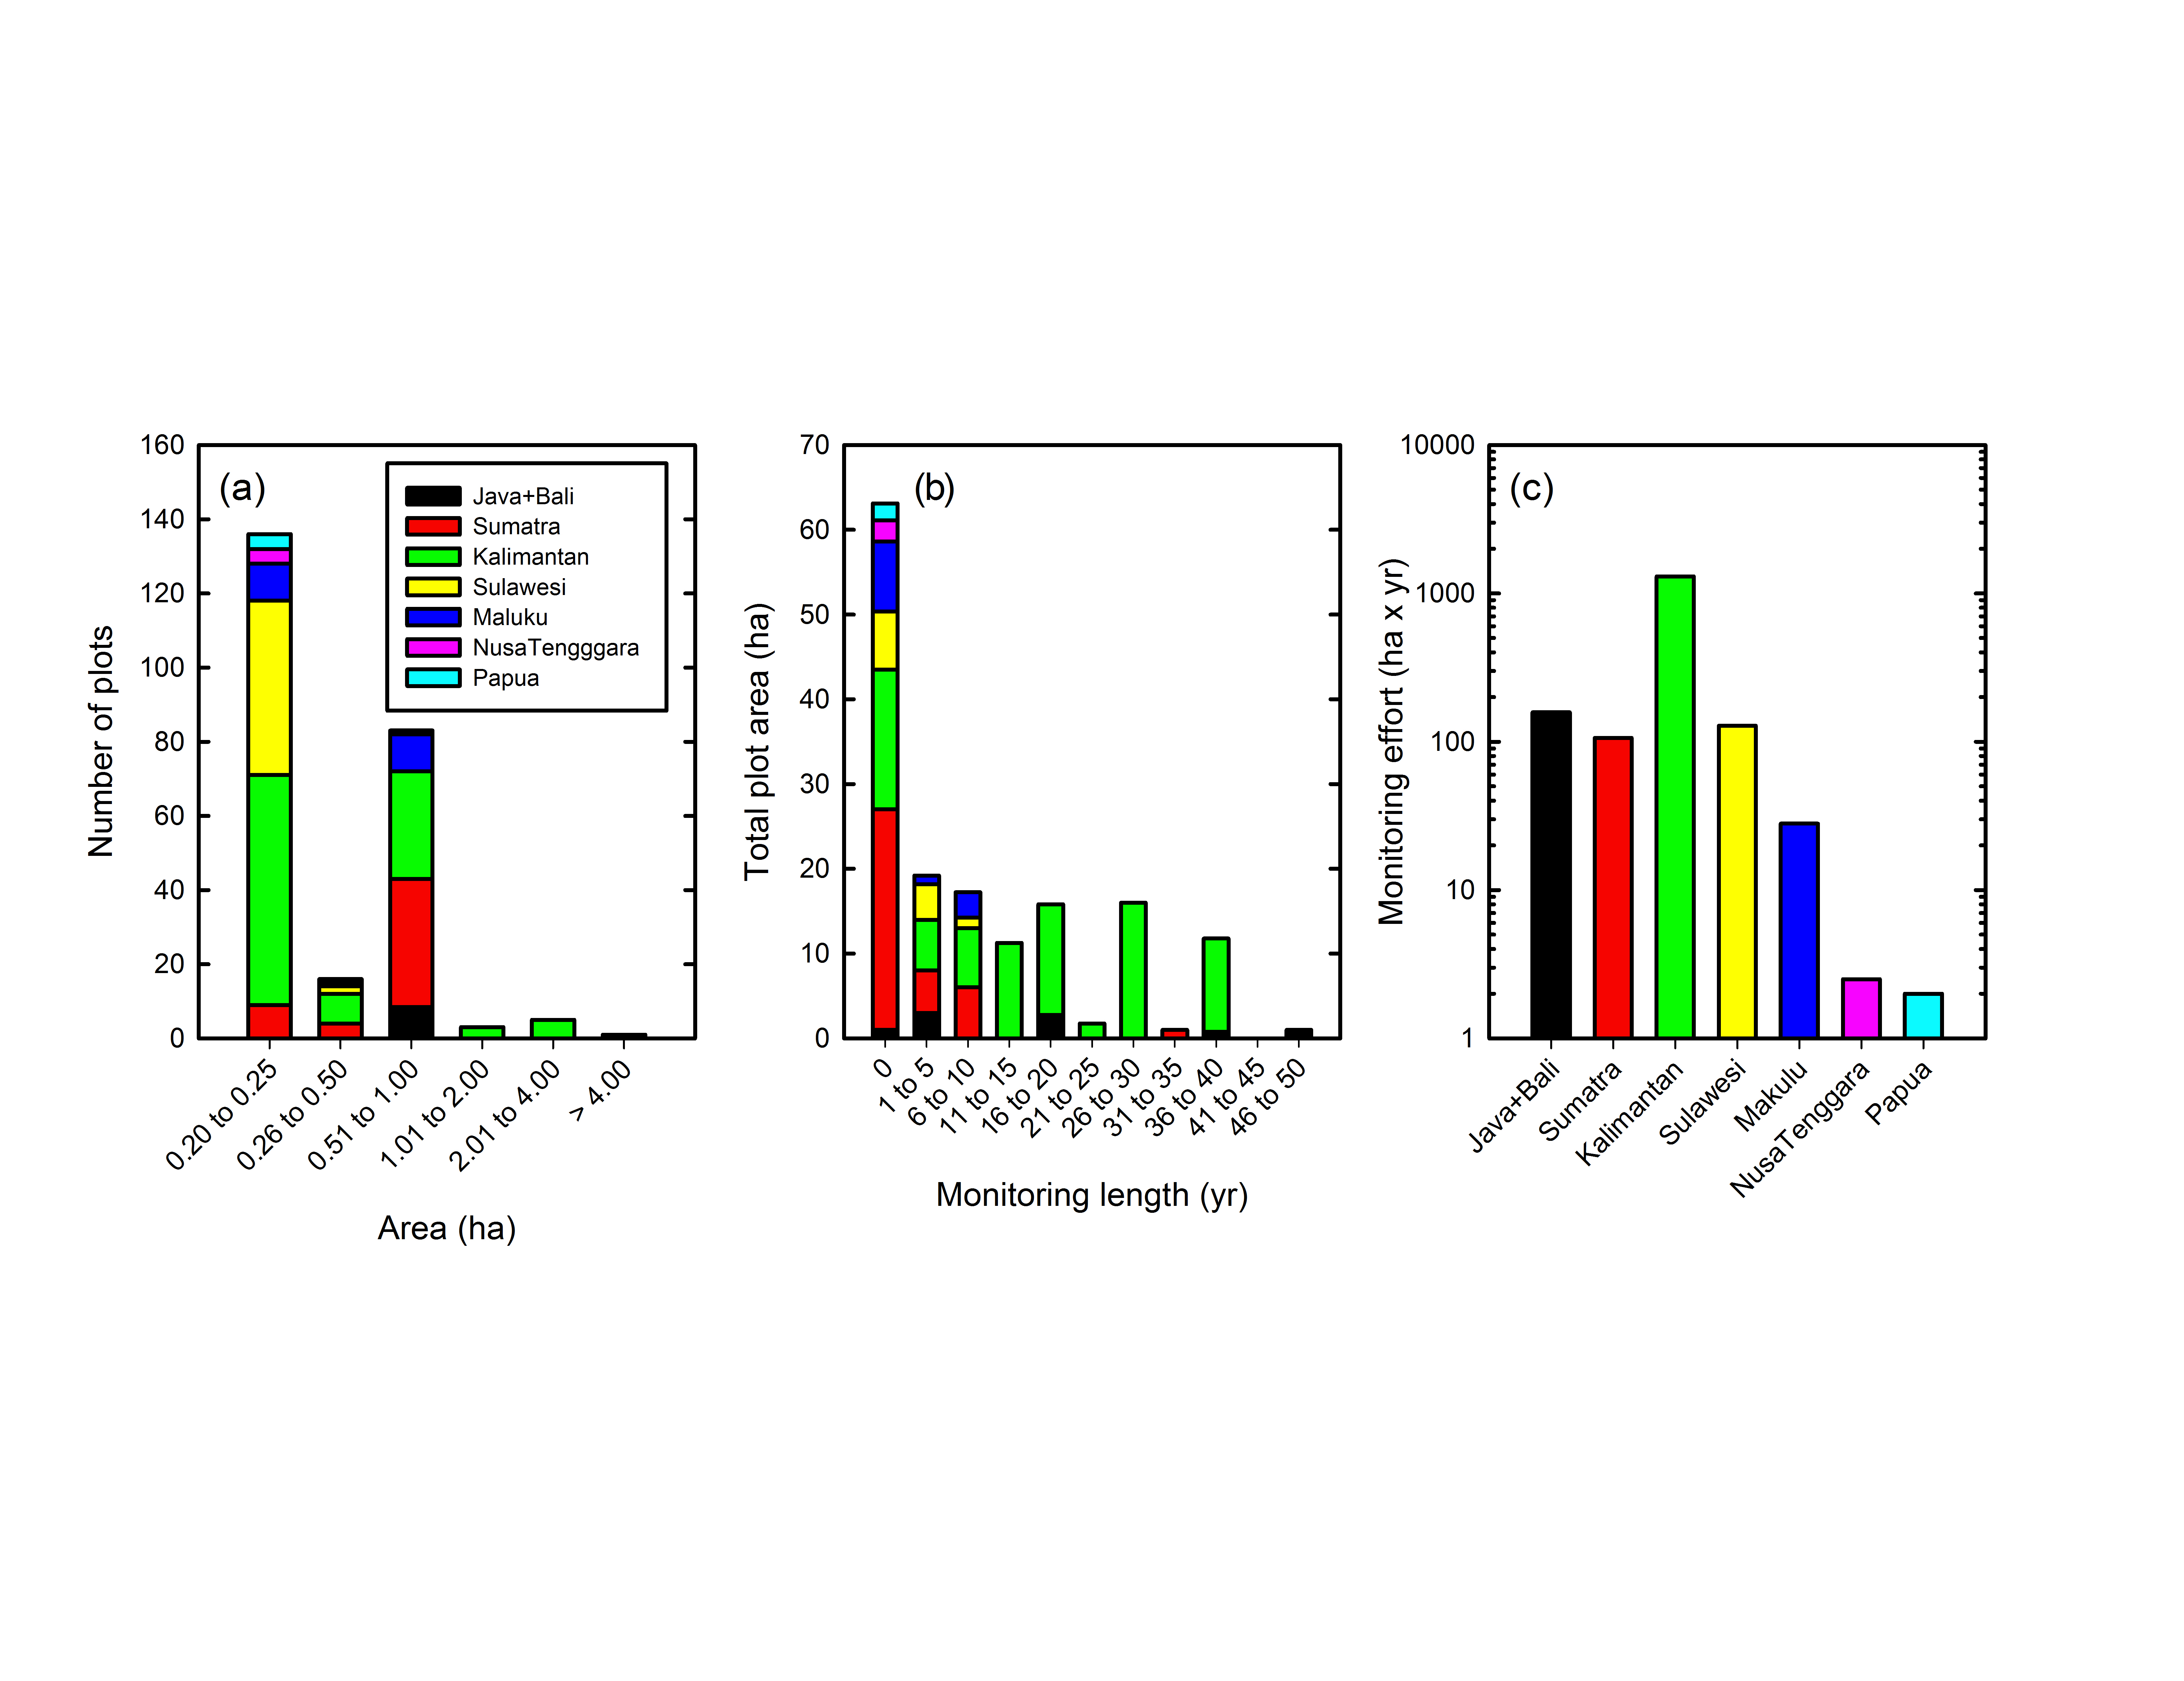 (a)
Number of plots
160
140
120
100
80
60
40
20
0
Java+Bali
Sumatra
Kalimantan
Sulawesi
Maluku
NusaTengggara
Papua
0.20 to 0.25
0.26 to 0.50
0.51 to 1.00
1.01 to 2.00
2.01 to 4.00
> 4.00
Area (ha)
(b)
Total plot area (ha)
70
60
50
40
30
20
10
0
0
1 to 5
6 to 10
11 to 15
16 to 20
21 to 25
26 to 30
31 to 35
36 to 40
41 to 45
46 to 50
Monitoring length (yr)
(c)
Monitoring effort (ha x yr)
10000
1000
100
10
1
Java+Bali
Sumatra
Kalimantan
Sulawesi
Makulu
NusaTenggara
Papua